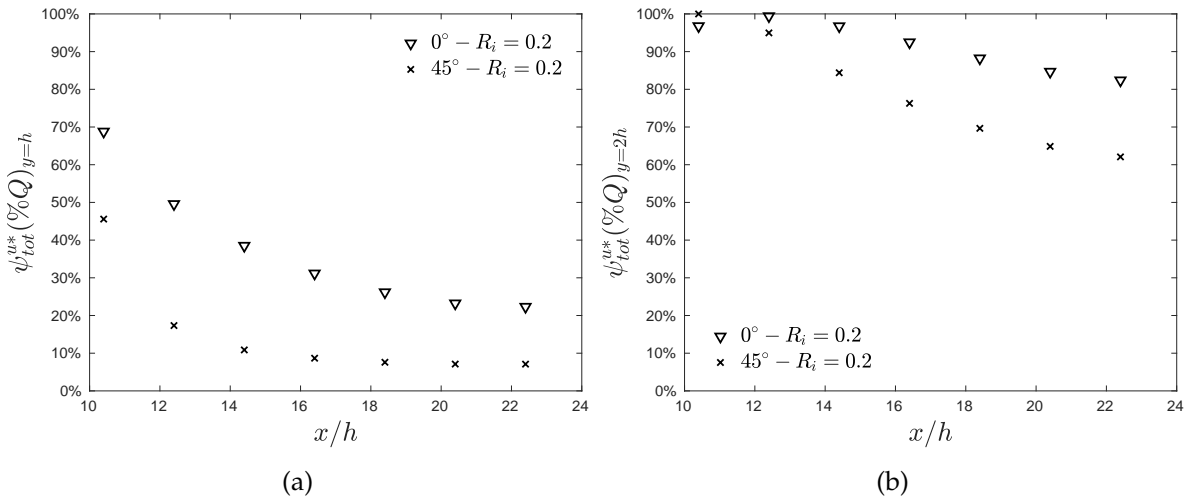 100%
90%
80%
70%
60%
50%
40%
30%
20%
10%
0%
ψ_{tot}^{u*}(%Q)_{y=h}
0° − R_i = 0.2
45° − R_i = 0.2
10 12 14 16 18 20 22 24
x/h
(a)
100%
90%
80%
70%
60%
50%
40%
30%
20%
10%
0%
ψ_{tot}^{u*}(%Q)_{y=2h}
0° − R_i = 0.2
45° − R_i = 0.2
10 12 14 16 18 20 22 24
x/h
(b)